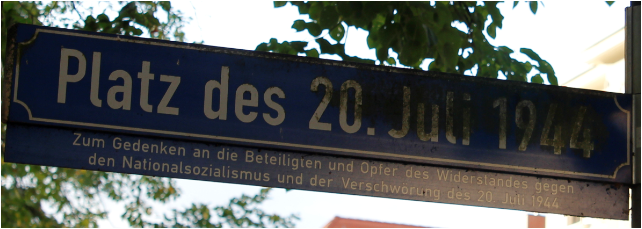 Platz des 20. Juli 1944
Zum Gedenken an die Beteiligten und Opfer des Widerstandes gegen
den Nationalsozialismus und der Verschwörung des 20. Juli 1944